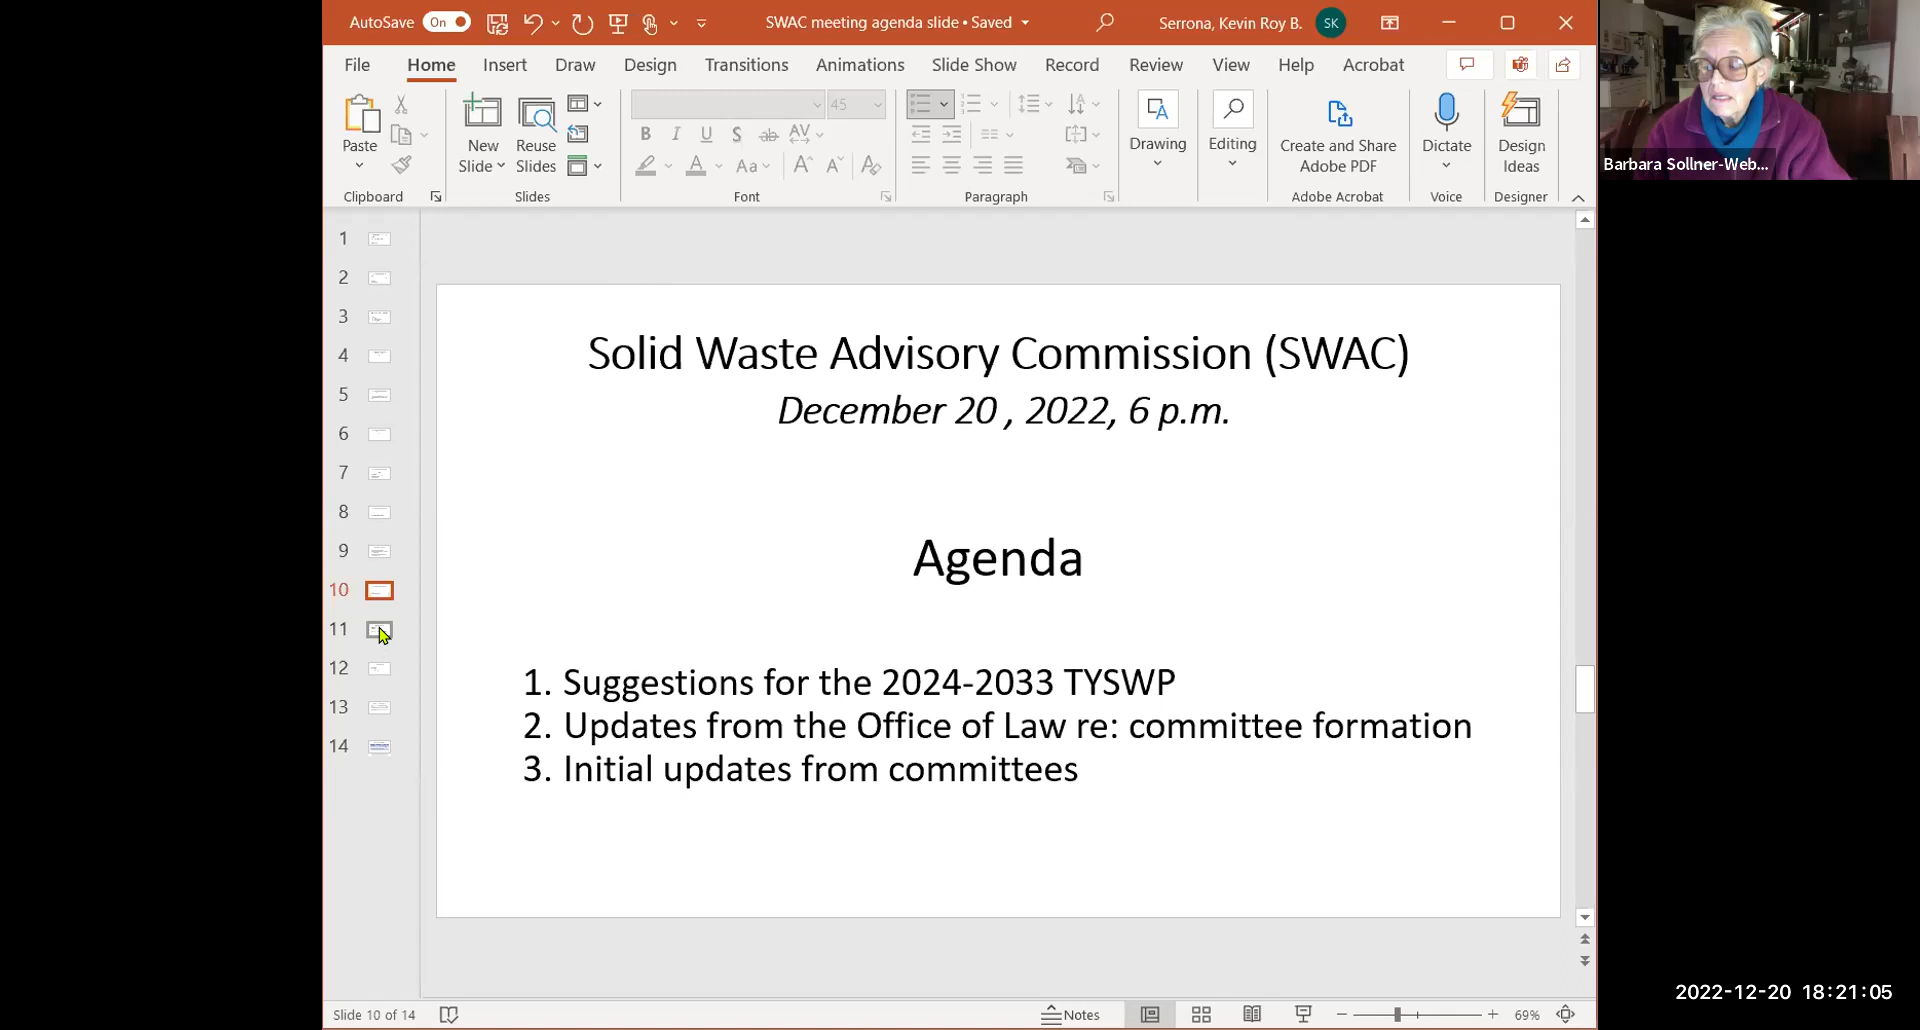 AutoSave On
SWAC meeting agenda slide • Saved
Serrona, Kevin Roy B. SK
File Home Insert Draw Design Transitions Animations Slide Show Record Review View Help Acrobat
45
B I U S ab AV
Aa A A A
Paste
New
Slide
Reuse
Slides
Drawing
Editing
Create and Share
Adobe PDF
Dictate
Design
Ideas
Clipboard Slides Font Paragraph Adobe Acrobat Voice Designer
Barbara Sollner-Web...
1
2
3
4
5
6
7
8
9
10
11
12
13
14
Solid Waste Advisory Commission (SWAC)
December 20 , 2022, 6 p.m.
Agenda
1. Suggestions for the 2024-2033 TYSWP
2. Updates from the Office of Law re: committee formation
3. Initial updates from committees
Slide 10 of 14
Notes
69%
2022-12-20 18:21:05